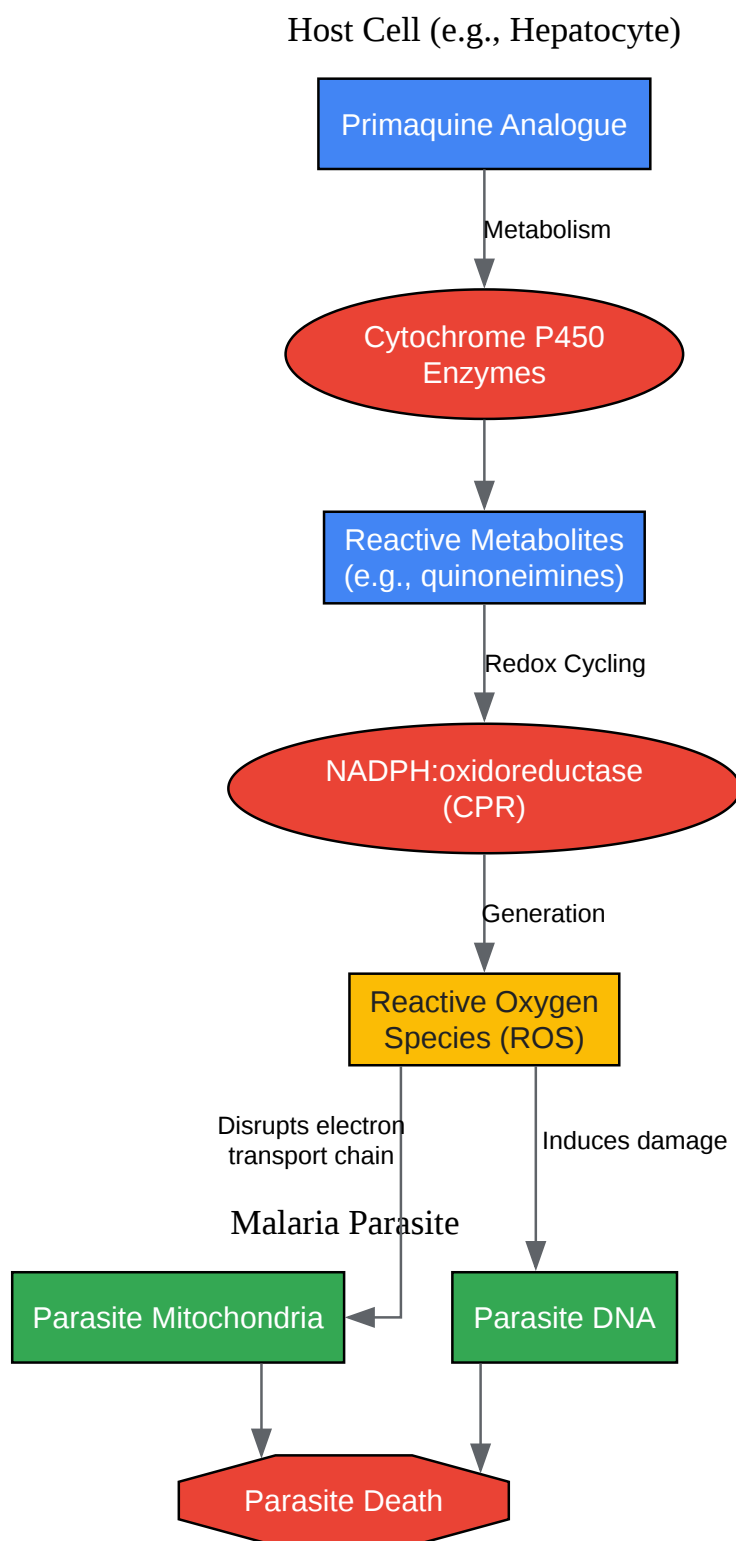 Host Cell (e.g., Hepatocyte)
Primaquine Analogue
Metabolism
Cytochrome P450
Enzymes
Reactive Metabolites
(e.g., quinoneimines)
Redox Cycling
NADPH:oxidoreductase
(CPR)
Generation
Reactive Oxygen
Species (ROS)
Disrupts electron
transport chain
Induces damage
Malaria Parasite
Parasite Mitochondria
Parasite DNA
Parasite Death